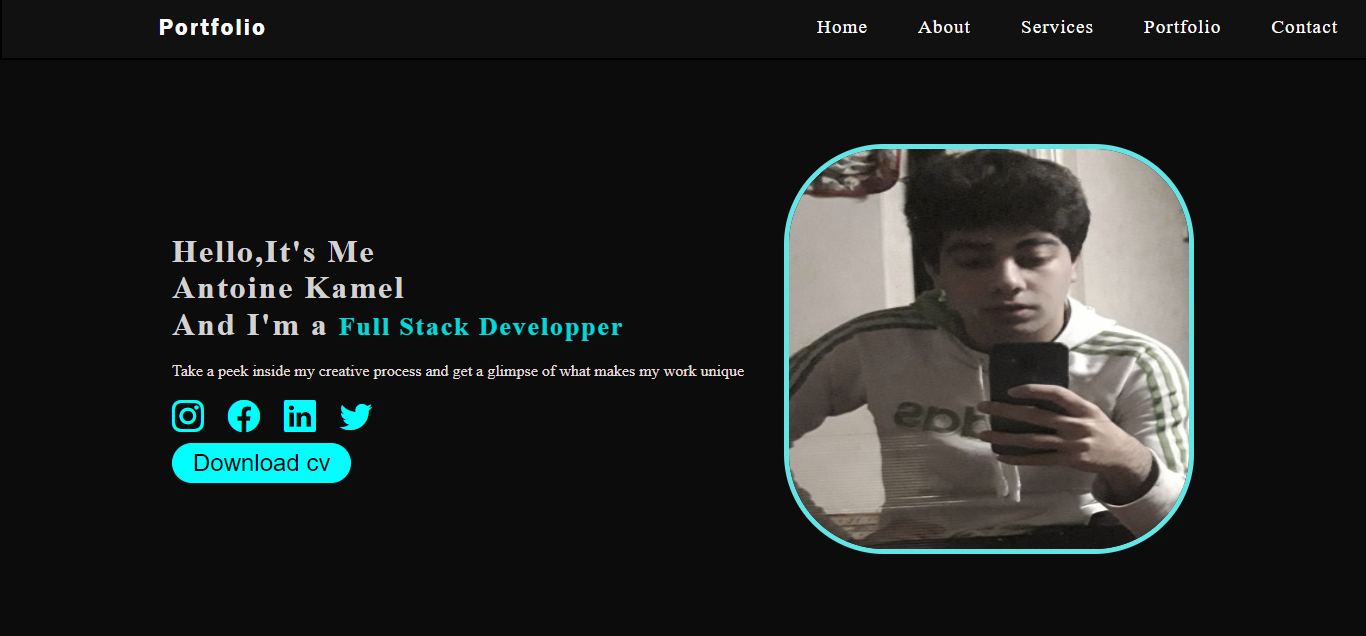 Portfolio
Home About Services Portfolio Contact
Hello,It's Me
Antoine Kamel
And I'm a Full Stack Developper
Take a peek inside my creative process and get a glimpse of what makes my work unique
Download cv